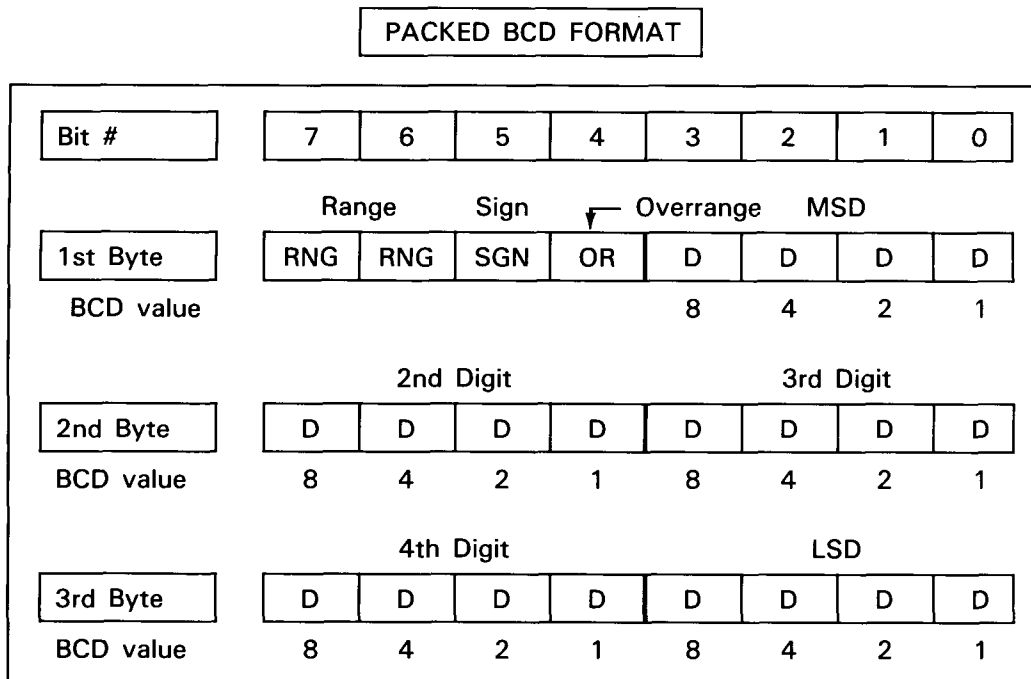 PACKED BCD FORMAT
Bit # 7 6 5 4 3 2 1 0
Range Sign Overrange MSD
1st Byte RNG RNG SGN OR D D D D
BCD value 8 4 2 1
2nd Digit 3rd Digit
2nd Byte D D D D D D D D
BCD value 8 4 2 1 8 4 2 1
4th Digit LSD
3rd Byte D D D D D D D D
BCD value 8 4 2 1 8 4 2 1